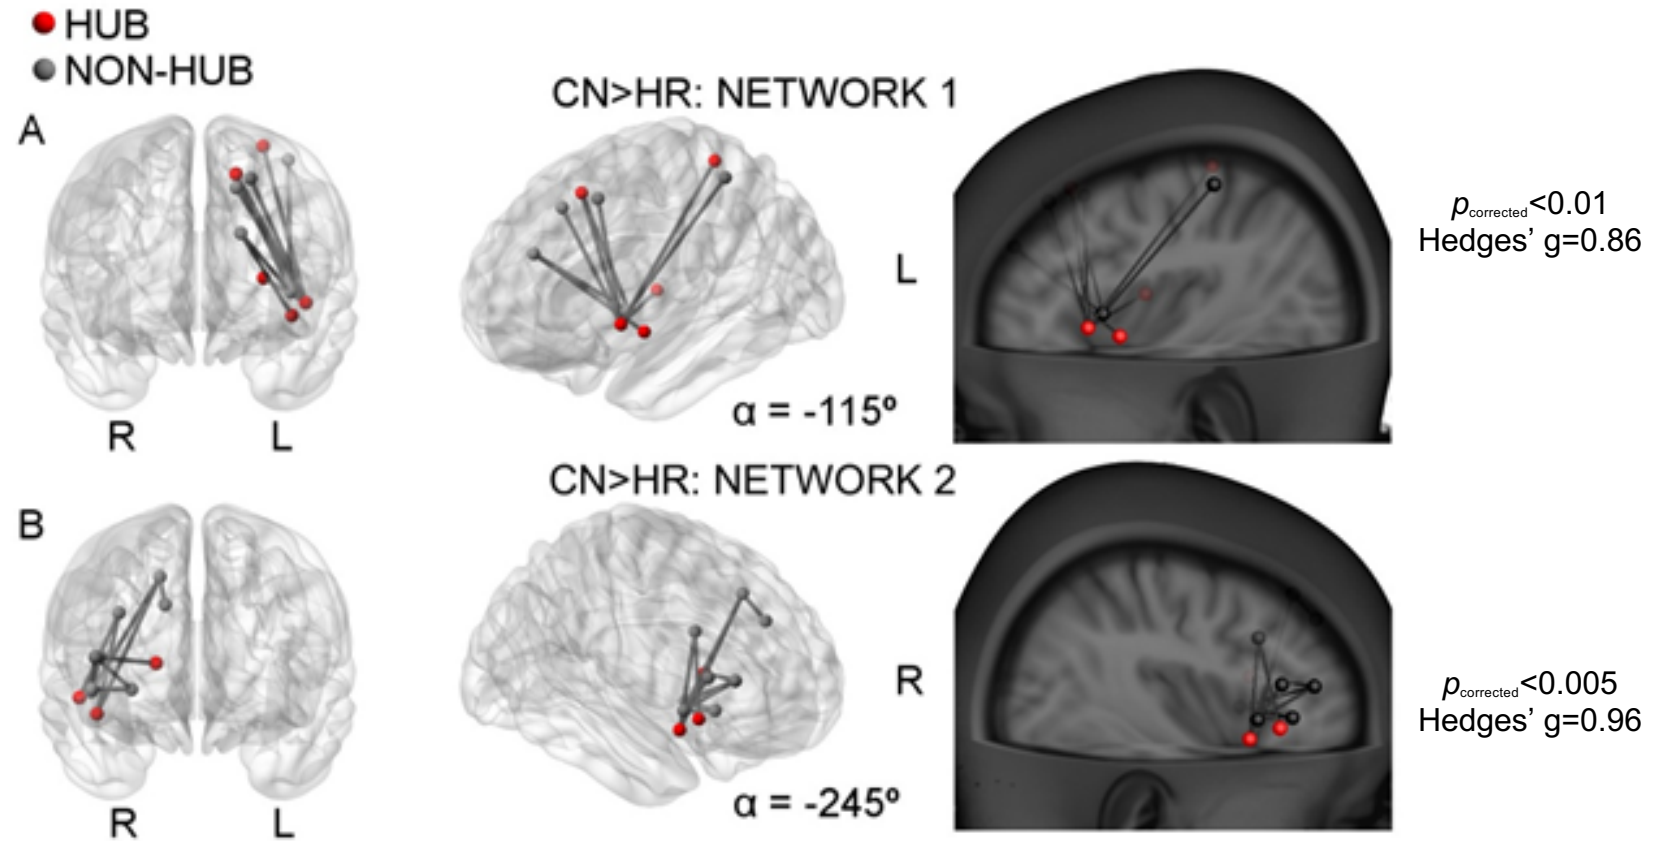 HUB
NON-HUB
CN>HR: NETWORK 1
A
L
pcorrected<0.01
Hedges’ g=0.86
α = -115º
R L
CN>HR: NETWORK 2
B
R
pcorrected<0.005
Hedges’ g=0.96
α = -245º
R L